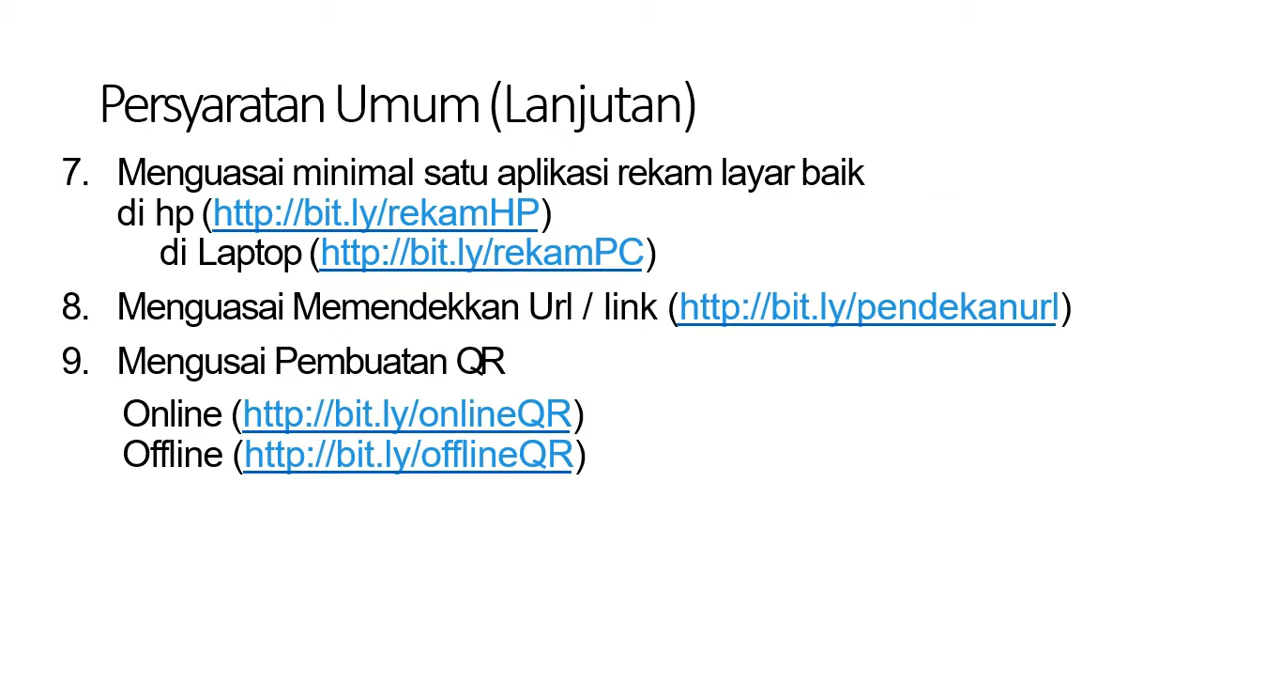 Persyaratan Umum (Lanjutan)
7. Menguasai minimal satu aplikasi rekam layar baik
di hp (http://bit.ly/rekamHP)
di Laptop (http://bit.ly/rekamPC)
8. Menguasai Memendekkan Url / link (http://bit.ly/pendekanurl)
9. Mengusai Pembuatan QR
Online (http://bit.ly/onlineQR)
Offline (http://bit.ly/offlineQR)